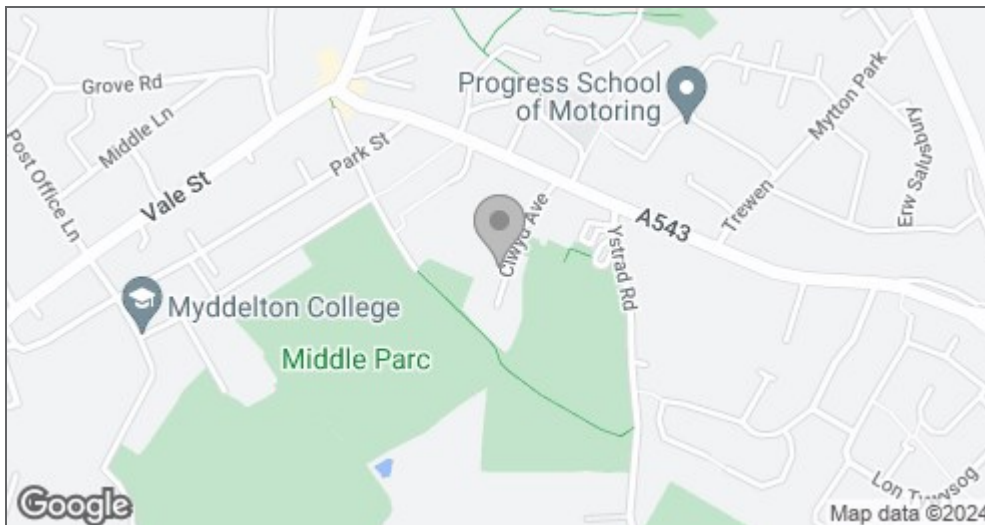 Grove Rd
Middle Ln
Post Office Ln
Vale St
Park St
Progress School
of Motoring
Mytton Park
Erw Salusbury
Trewen
A543
Clwyd Ave
Ystrad Rd
Myddelton College
Middle Parc
Lon Twysog
Google
Map data ©2024